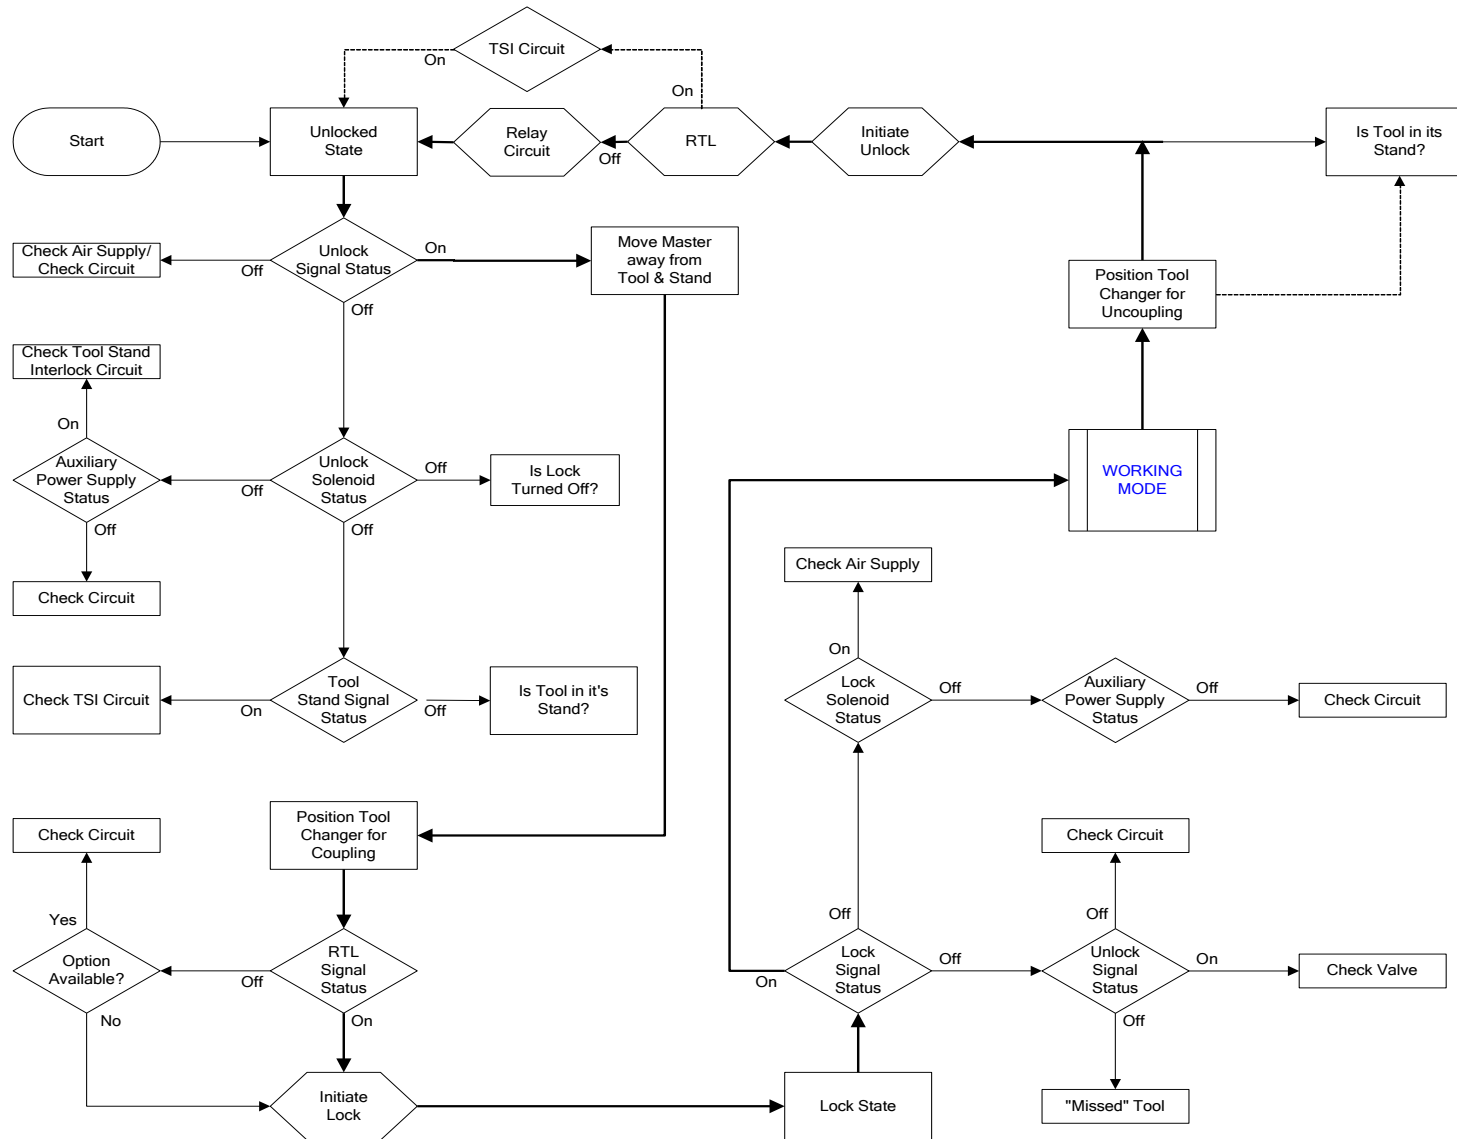 TSI Circuit
On
On
Start
Unlocked
State
Relay
Circuit
Off
RTL
Initiate
Unlock
Is Tool in its
Stand?
Check Air Supply/
Check Circuit
Off
Unlock
Signal Status
On
Off
Move Master
away from
Tool & Stand
Position Tool
Changer for
Uncoupling
Check Tool Stand
Interlock Circuit
On
Auxiliary
Power Supply
Status
Off
Off
Unlock
Solenoid
Status
Off
Off
Is Lock
Turned Off?
WORKING
MODE
Check Circuit
Check Air Supply
On
Check TSI Circuit
On
Tool
Stand Signal
Status
Off
Is Tool in it's
Stand?
Lock
Solenoid
Status
Off
Auxiliary
Power Supply
Status
Off
Check Circuit
Position Tool
Changer for
Coupling
Check Circuit
Check Circuit
Yes
Option
Available?
No
Off
RTL
Signal
Status
On
Off
Lock
Signal
Status
On
Off
Off
Unlock
Signal
Status
On
Off
Check Valve
Initiate
Lock
Lock State
"Missed" Tool